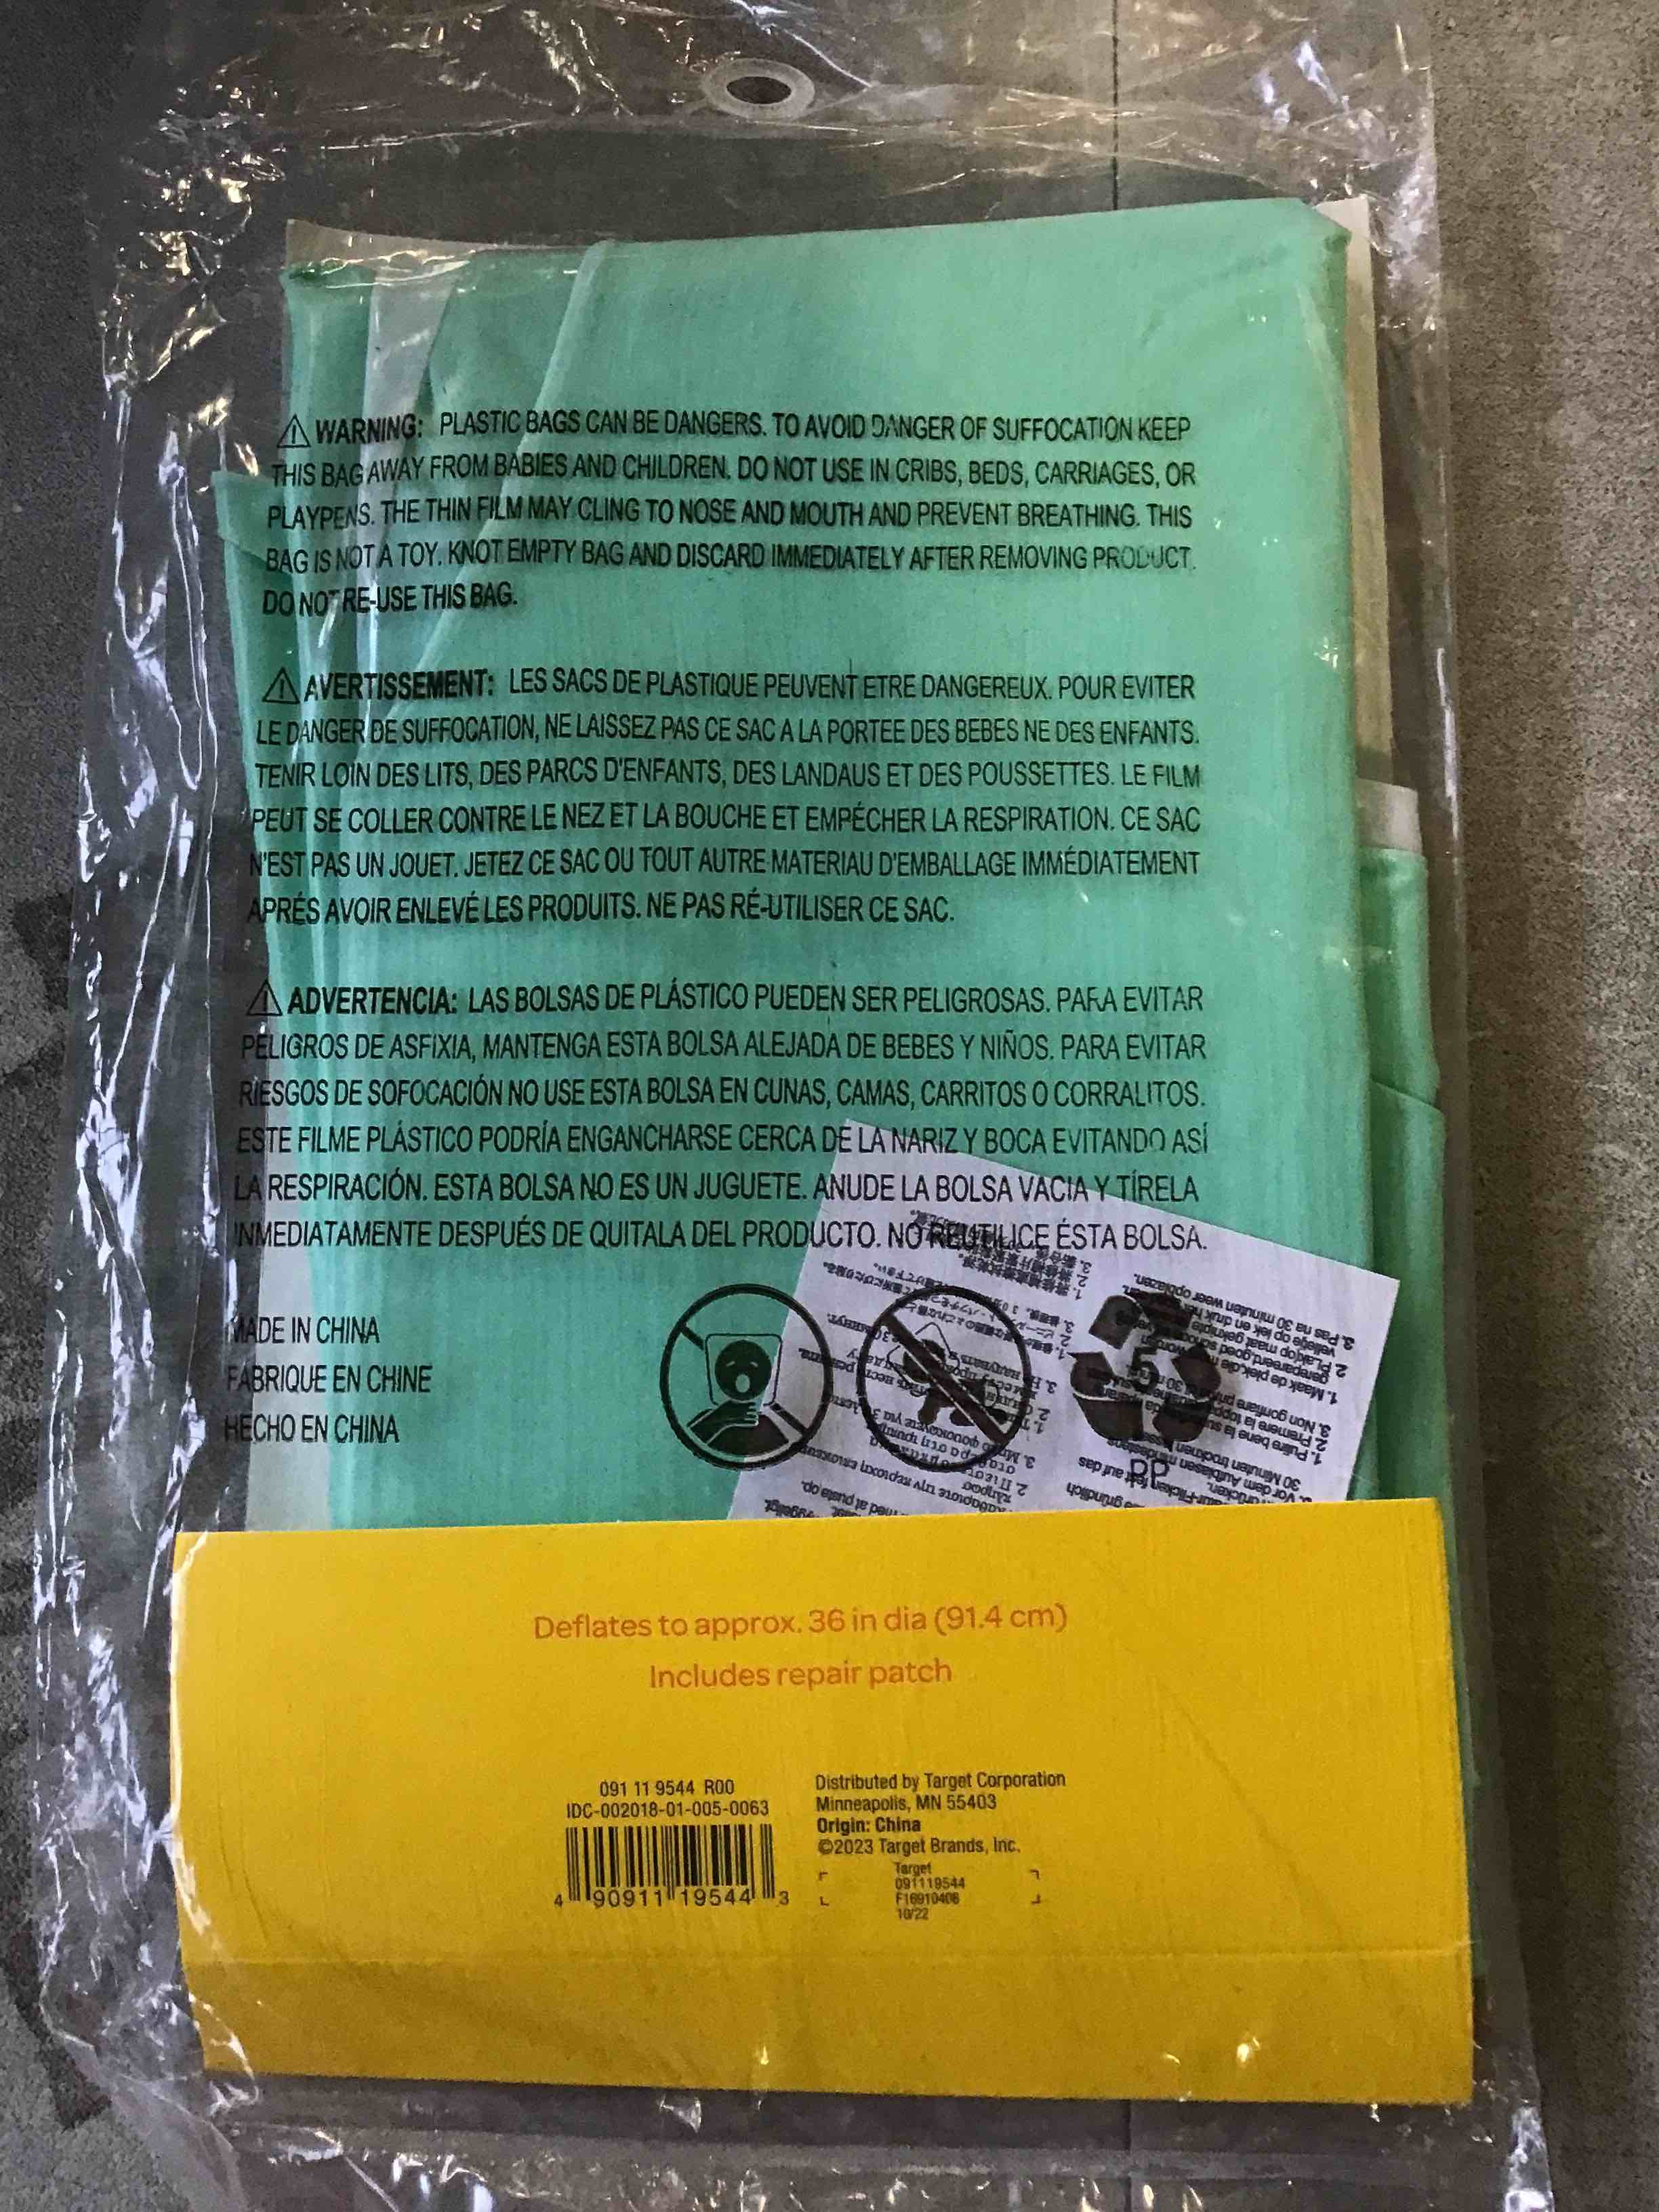 ⚠ WARNING: PLASTIC BAGS CAN BE DANGERS. TO AVOID DANGER OF SUFFOCATION KEEP
THIS BAG AWAY FROM BABIES AND CHILDREN. DO NOT USE IN CRIBS, BEDS, CARRIAGES, OR
PLAYPENS. THE THIN FILM MAY CLING TO NOSE AND MOUTH AND PREVENT BREATHING. THIS
BAG IS NOT A TOY. KNOT EMPTY BAG AND DISCARD IMMEDIATELY AFTER REMOVING PRODUCT.
DO NOT RE-USE THIS BAG.
⚠ AVERTISSEMENT: LES SACS DE PLASTIQUE PEUVENT ETRE DANGEREUX. POUR EVITER
LE DANGER DE SUFFOCATION, NE LAISSEZ PAS CE SAC A LA PORTEE DES BEBES NE DES ENFANTS.
TENIR LOIN DES LITS, DES PARCS D'ENFANTS, DES LANDAUS ET DES POUSSETTES. LE FILM
PEUT SE COLLER CONTRE LE NEZ ET LA BOUCHE ET EMPÉCHER LA RESPIRATION. CE SAC
N'EST PAS UN JOUET. JETEZ CE SAC OU TOUT AUTRE MATERIAU D'EMBALLAGE IMMÉDIATEMENT
APRÉS AVOIR ENLEVÉ LES PRODUITS. NE PAS RÉ-UTILISER CE SAC.
⚠ ADVERTENCIA: LAS BOLSAS DE PLÁSTICO PUEDEN SER PELIGROSAS. PARA EVITAR
PELIGROS DE ASFIXIA, MANTENGA ESTA BOLSA ALEJADA DE BEBES Y NIÑOS. PARA EVITAR
RIESGOS DE SOFOCACIÓN NO USE ESTA BOLSA EN CUNAS, CAMAS, CARRITOS O CORRALITOS.
ESTE FILME PLÁSTICO PODRÍA ENGANCHARSE CERCA DE LA NARIZ Y BOCA EVITANDO ASÍ
LA RESPIRACIÓN. ESTA BOLSA NO ES UN JUGUETE. ANUDE LA BOLSA VACIA Y TÍRELA
INMEDIATAMENTE DESPUÉS DE QUITALA DEL PRODUCTO. NO REUTILICE ÉSTA BOLSA.
MADE IN CHINA
FABRIQUE EN CHINE
HECHO EN CHINA
5
PP
3. Pas na 30 minuten weer opblazen.
Deflates to approx. 36 in dia (91.4 cm)
Includes repair patch
091 11 9544 R00
IDC-002018-01-005-0063
4 90911 19544 3
Distributed by Target Corporation
Minneapolis, MN 55403
Origin: China
©2023 Target Brands, Inc.
Target
091119544
F16910406
10/22